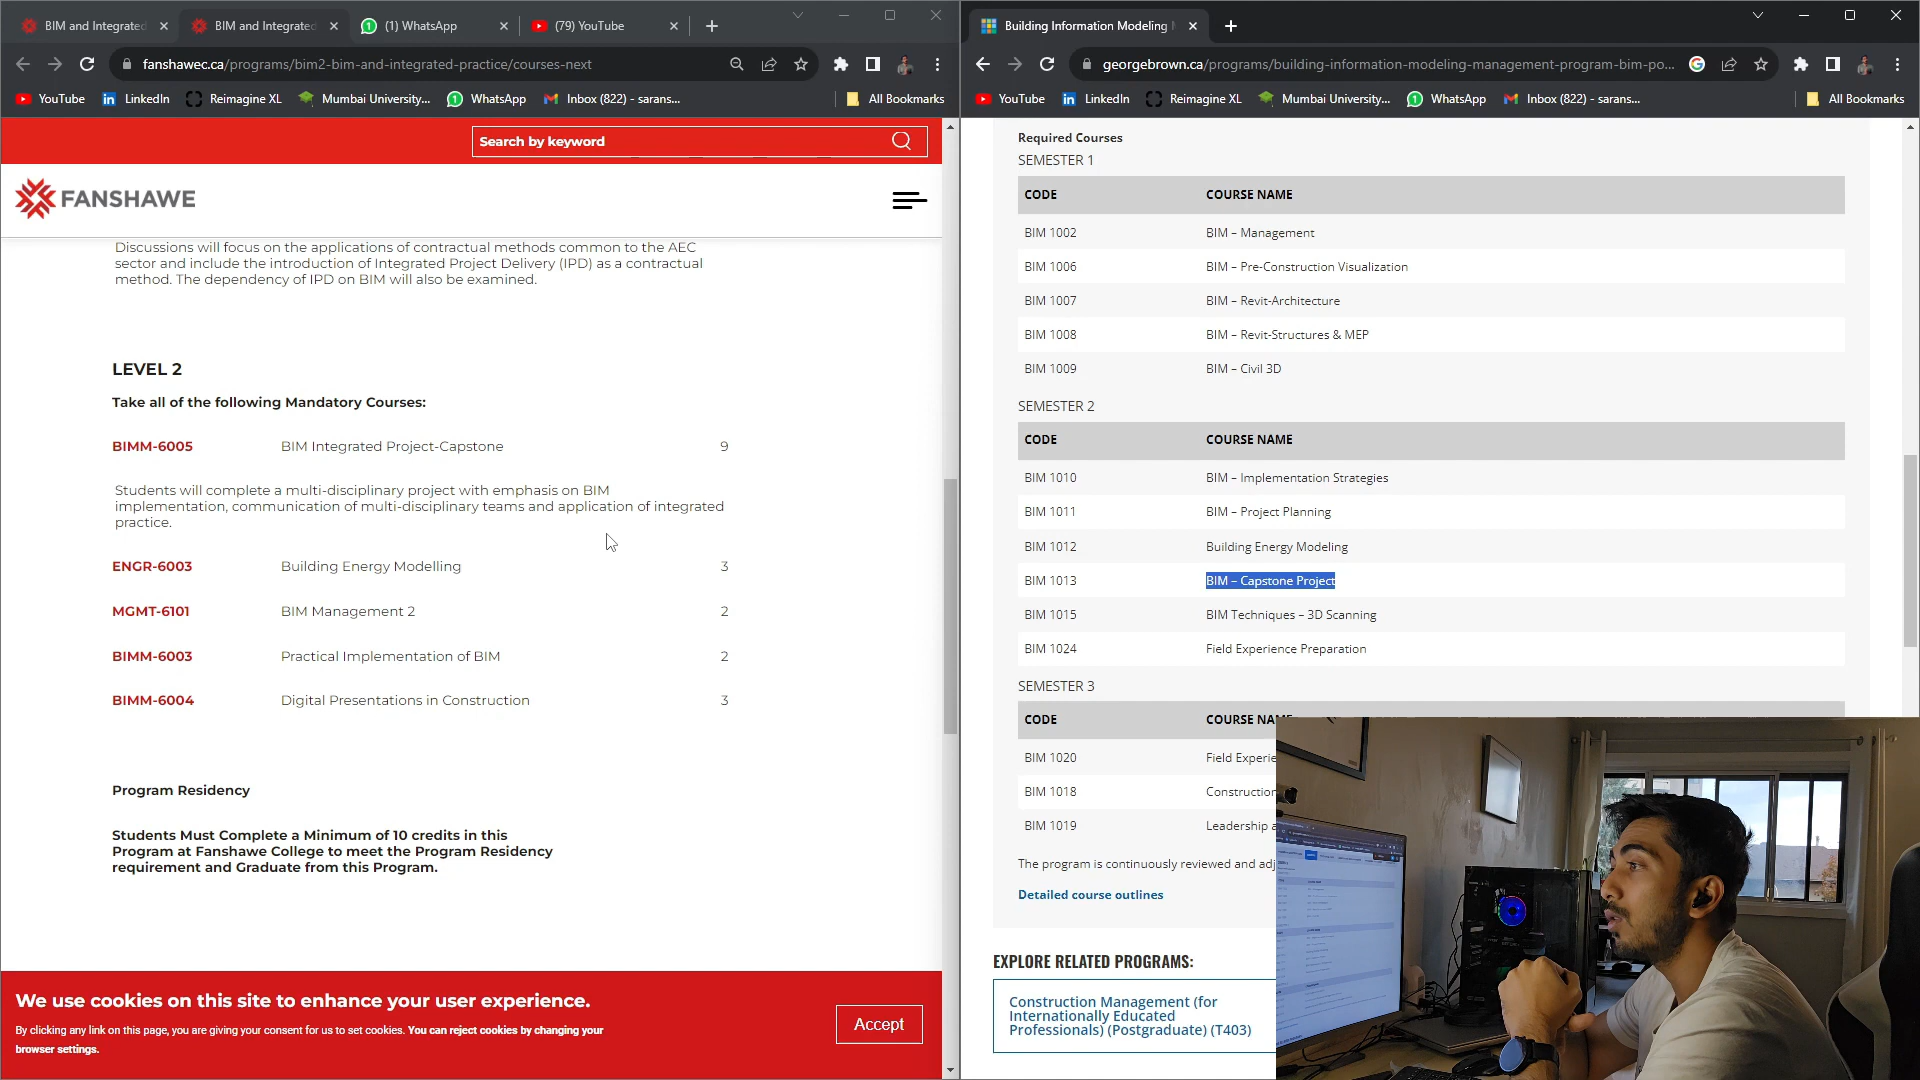 BIM and Integrated
BIM and Integrated
(1) WhatsApp
(79) YouTube
fanshawec.ca/programs/bim2-bim-and-integrated-practice/courses-next
YouTube
LinkedIn
Reimagine XL
Mumbai University...
WhatsApp
Inbox (822) - sarans...
All Bookmarks
Search by keyword
FANSHAWE
Discussions will focus on the applications of contractual methods common to the AEC
sector and include the introduction of Integrated Project Delivery (IPD) as a contractual
method. The dependency of IPD on BIM will also be examined.
LEVEL 2
Take all of the following Mandatory Courses:
BIMM-6005 BIM Integrated Project-Capstone 9
Students will complete a multi-disciplinary project with emphasis on BIM
implementation, communication of multi-disciplinary teams and application of integrated
practice.
ENGR-6003 Building Energy Modelling 3
MGMT-6101 BIM Management 2 2
BIMM-6003 Practical Implementation of BIM 2
BIMM-6004 Digital Presentations in Construction 3
Program Residency
Students Must Complete a Minimum of 10 credits in this
Program at Fanshawe College to meet the Program Residency
requirement and Graduate from this Program.
We use cookies on this site to enhance your user experience.
By clicking any link on this page, you are giving your consent for us to set cookies. You can reject cookies by changing your
browser settings.
Accept
Building Information Modeling
georgebrown.ca/programs/building-information-modeling-management-program-bim-po...
YouTube
LinkedIn
Reimagine XL
Mumbai University...
WhatsApp
Inbox (822) - sarans...
All Bookmarks
Required Courses
SEMESTER 1
CODE COURSE NAME
BIM 1002 BIM – Management
BIM 1006 BIM – Pre-Construction Visualization
BIM 1007 BIM – Revit-Architecture
BIM 1008 BIM – Revit-Structures & MEP
BIM 1009 BIM – Civil 3D
SEMESTER 2
CODE COURSE NAME
BIM 1010 BIM – Implementation Strategies
BIM 1011 BIM – Project Planning
BIM 1012 Building Energy Modeling
BIM 1013 BIM – Capstone Project
BIM 1015 BIM Techniques – 3D Scanning
BIM 1024 Field Experience Preparation
SEMESTER 3
CODE COURSE NAME
BIM 1020 Field Experie
BIM 1018 Construction
BIM 1019 Leadership a
The program is continuously reviewed and adj
Detailed course outlines
EXPLORE RELATED PROGRAMS:
Construction Management (for
Internationally Educated
Professionals) (Postgraduate) (T403)